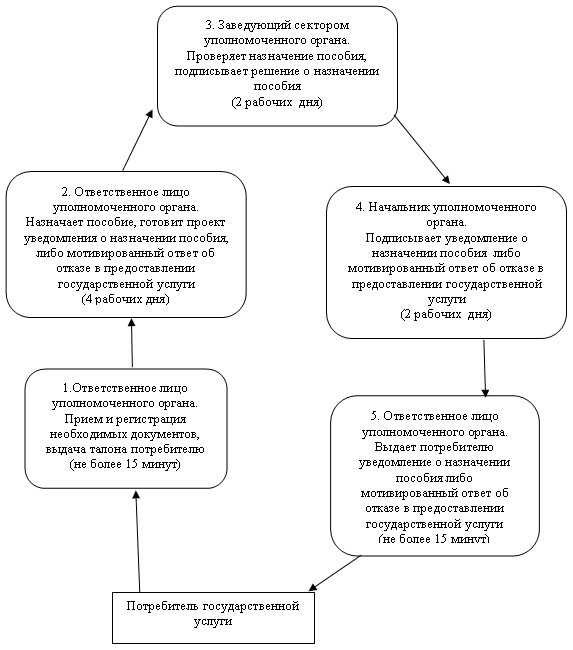 3. Заведующий сектором
уполномоченного органа.
Проверяет назначение пособия,
подписывает решение о назначении
пособия
(2 рабочих дня)
2. Ответственное лицо
уполномоченного органа.
Назначает пособие, готовит проект
уведомления о назначении пособия,
либо мотивированный ответ об
отказе в предоставлении
государственной услуги
(4 рабочих дня)
4. Начальник уполномоченного
органа.
Подписывает уведомление о
назначении пособия либо
мотивированный ответ об отказе в
предоставлении государственной
услуги
(2 рабочих дня)
1.Ответственное лицо
уполномоченного органа.
Прием и регистрация
необходимых документов,
выдача талона потребителю
(не более 15 минут)
5. Ответственное лицо
уполномоченного органа.
Выдает потребителю
уведомление о назначении
пособия либо
мотивированный ответ об
отказе в предоставлении
государственной услуги
(не более 15 минут)
Потребитель государственной
услуги